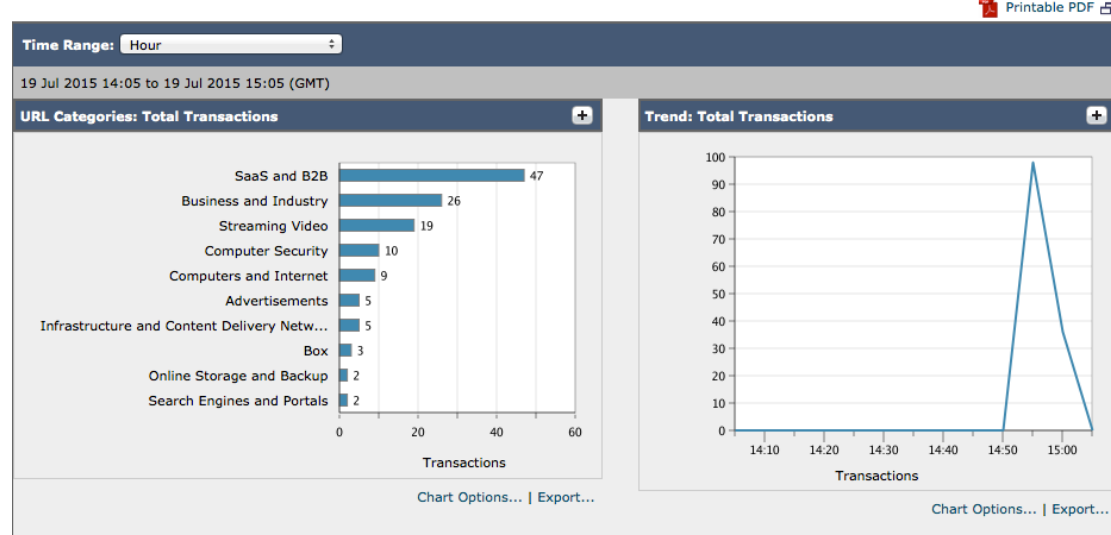 Printable PDF
Time Range: Hour
19 Jul 2015 14:05 to 19 Jul 2015 15:05 (GMT)
URL Categories: Total Transactions
SaaS and B2B 47
Business and Industry 26
Streaming Video 19
Computer Security 10
Computers and Internet 9
Advertisements 5
Infrastructure and Content Delivery Netw... 5
Box 3
Online Storage and Backup 2
Search Engines and Portals 2
0 20 40 60
Transactions
Chart Options... | Export...
Trend: Total Transactions
100
90
80
70
60
50
40
30
20
10
0
14:10 14:20 14:30 14:40 14:50 15:00
Transactions
Chart Options... | Export...